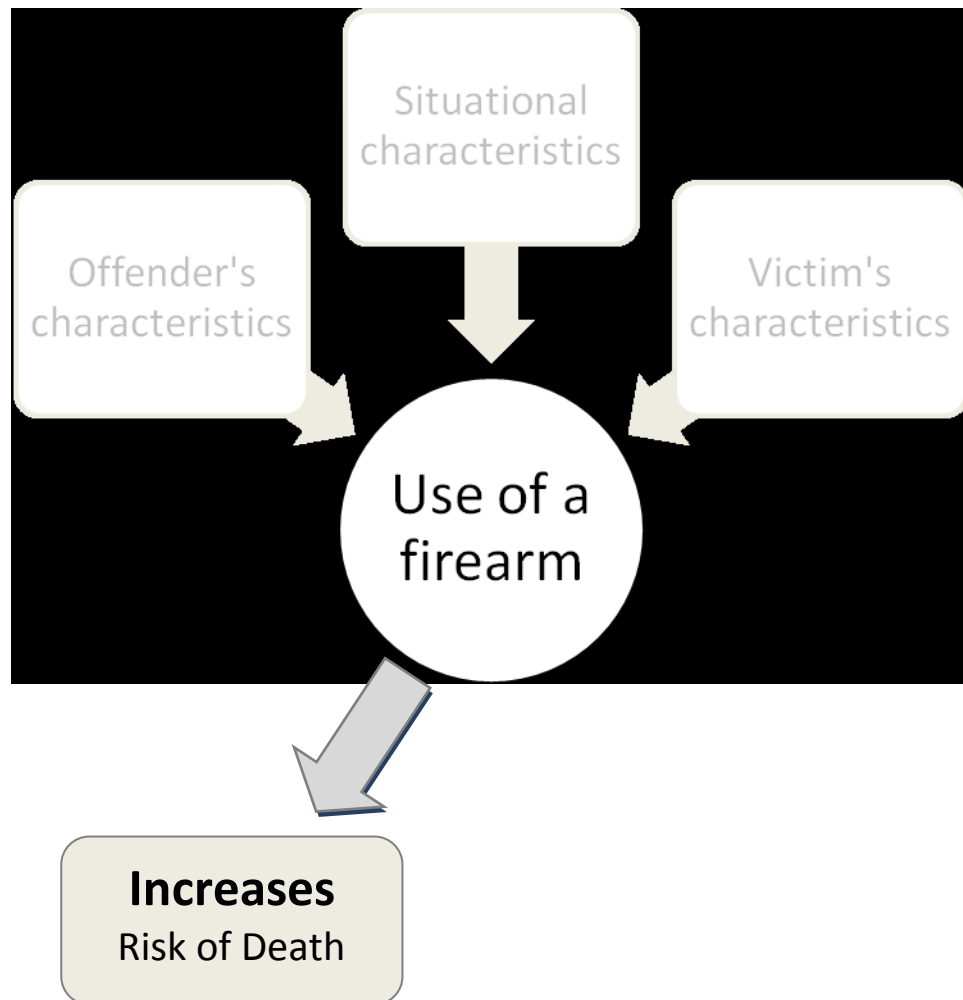 Situational
characteristics
Offender's
characteristics
Victim's
characteristics
Use of a
firearm
Increases
Risk of Death